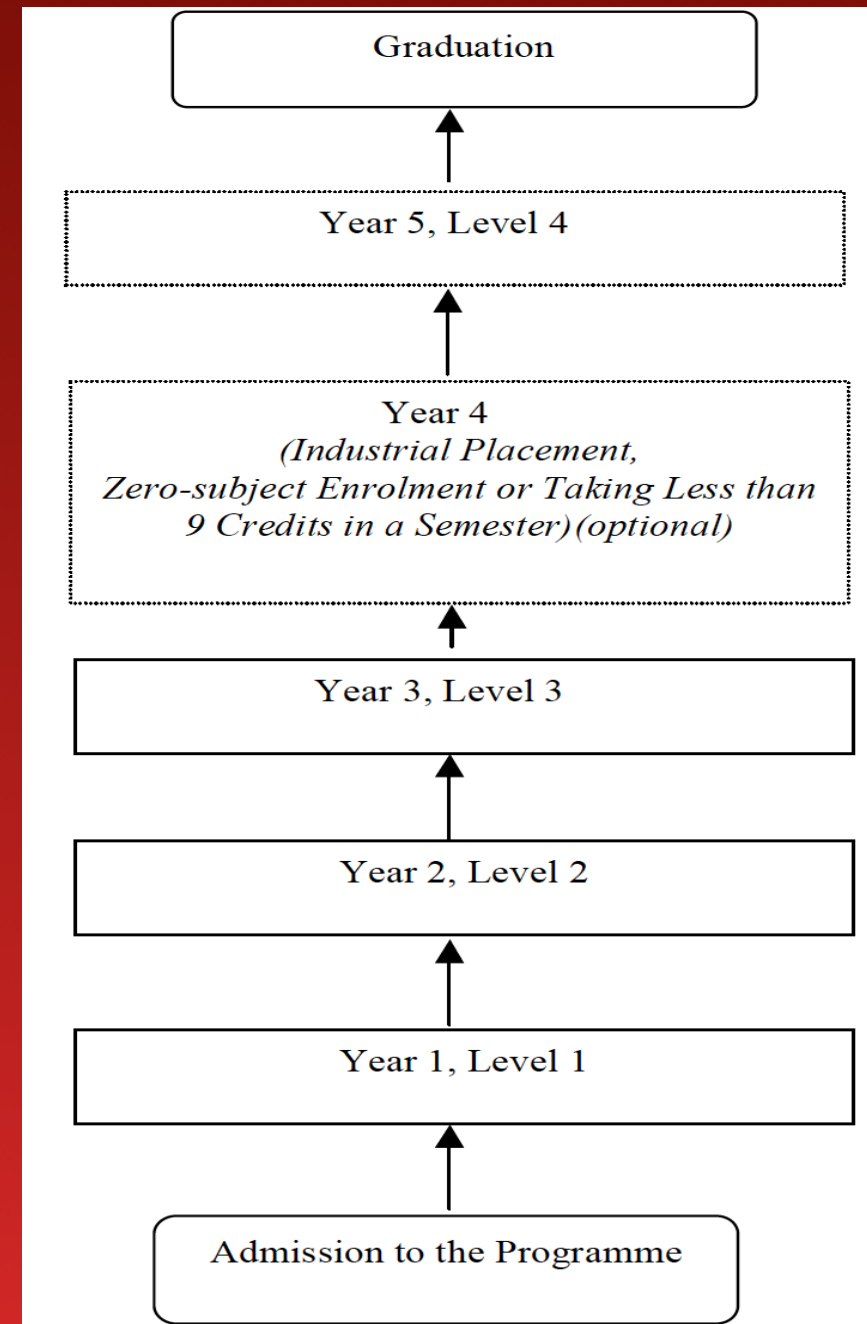 Graduation
Year 5, Level 4
Year 4
(Industrial Placement,
Zero-subject Enrolment or Taking Less than
9 Credits in a Semester)(optional)
Year 3, Level 3
Year 2, Level 2
Year 1, Level 1
Admission to the Programme